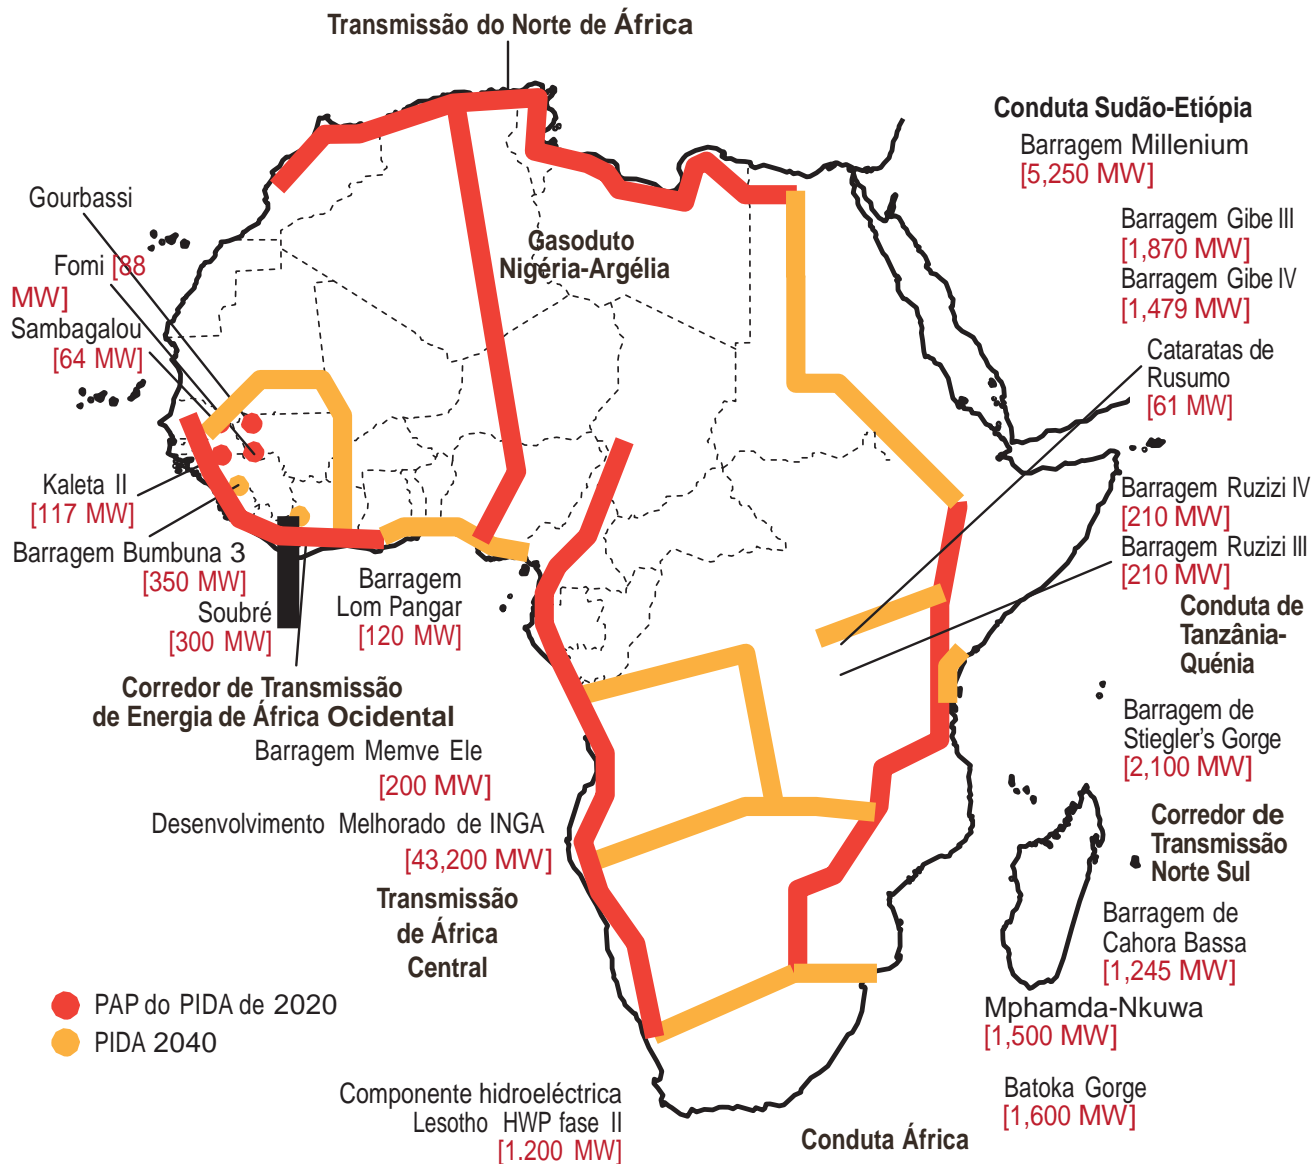 Transmissão do Norte de África
Conduta Sudão-Etiópia
Barragem Millenium
[5,250 MW]
Gourbassi
Barragem Gibe III
[1,870 MW]
Barragem Gibe IV
[1,479 MW]
Gasoduto
Nigéria-Argélia
Fomi [88
MW]
Sambagalou
[64 MW]
Cataratas de
Rusumo
[61 MW]
Kaleta II
[117 MW]
Barragem Ruzizi IV
[210 MW]
Barragem Ruzizi III
[210 MW]
Barragem Bumbuna 3
[350 MW]
Soubré
[300 MW]
Barragem
Lom Pangar
[120 MW]
Conduta de
Tanzânia-
Quénia
Corredor de Transmissão
de Energia de África Ocidental
Barragem Memve Ele
[200 MW]
Barragem de
Stiegler's Gorge
[2,100 MW]
Desenvolvimento Melhorado de INGA
[43,200 MW]
Corredor de
Transmissão
Norte Sul
Transmissão
de África
Central
Barragem de
Cahora Bassa
[1,245 MW]
PAP do PIDA de 2020
PIDA 2040
Mphamda-Nkuwa
[1,500 MW]
Componente hidroeléctrica
Lesotho HWP fase II
[1.200 MW]
Batoka Gorge
[1,600 MW]
Conduta África